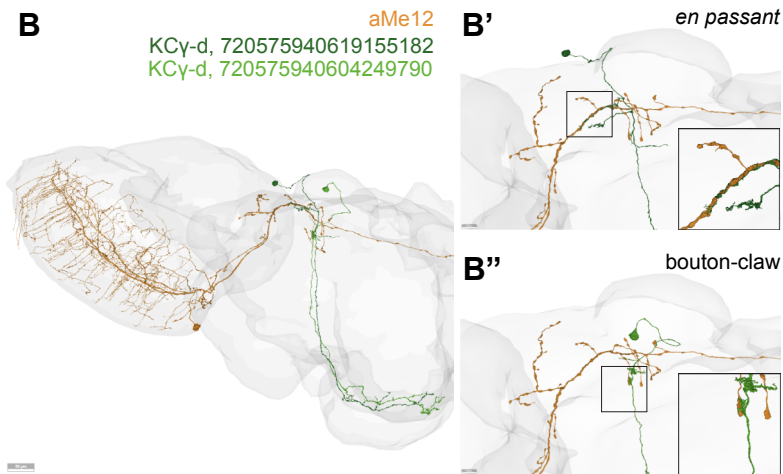 B
aMe12
KCγ-d, 720575940619155182
KCγ-d, 720575940604249790
B'
en passant
B"
bouton-claw